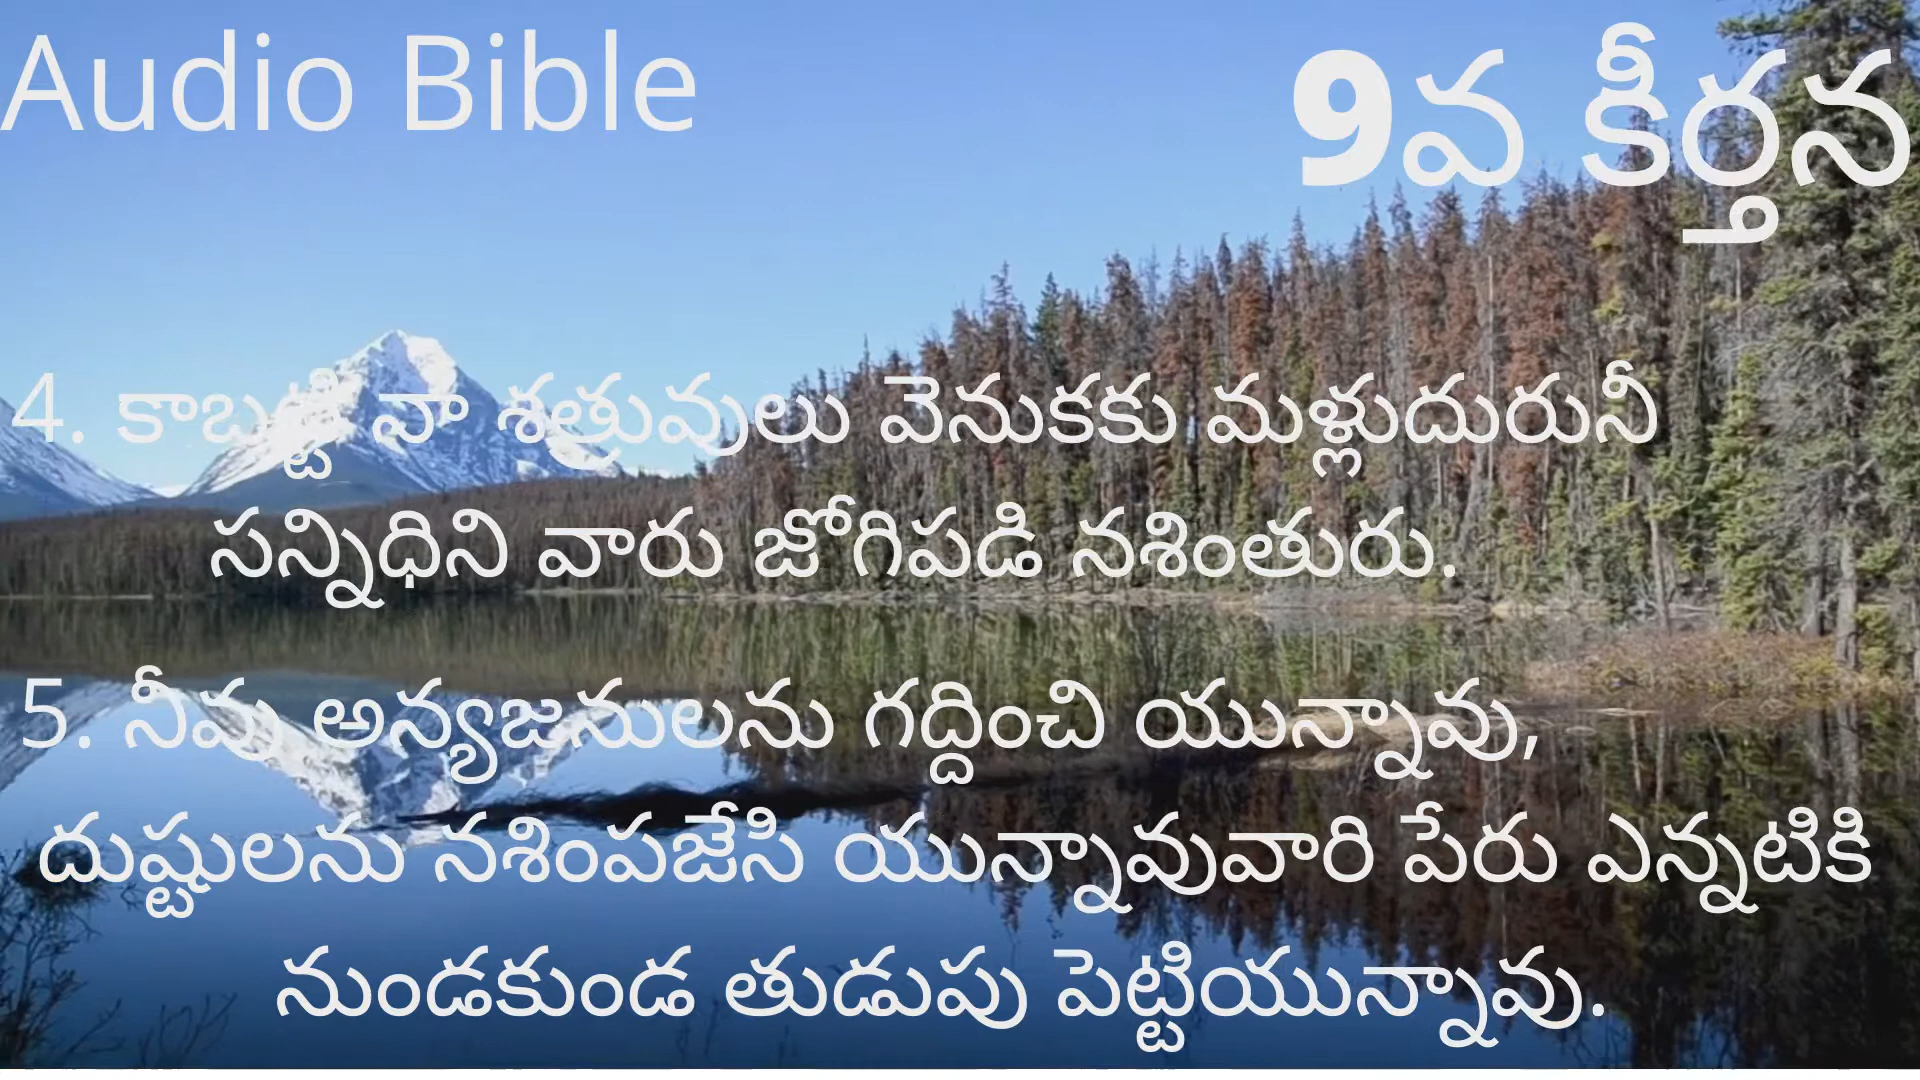 Audio Bible
9వ కీర్తన
4. కాబట్టి నా శత్రువులు వెనుకకు మళ్లుదురునీ
సన్నిధిని వారు జోగిపడి నశింతురు.
5. నీవు అన్యజనులను గద్దించి యున్నావు,
దుష్టులను నశింపజేసి యున్నావువారి పేరు ఎన్నటికి
నుండకుండ తుడుపు పెట్టియున్నావు.